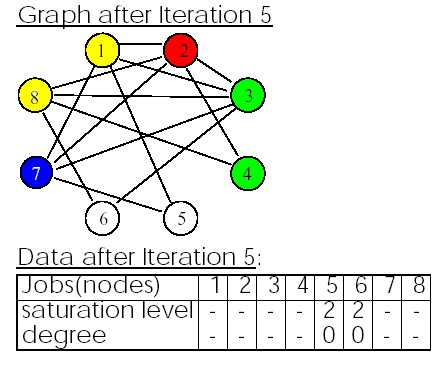 Graph after Iteration 5
1 2
8 3
7 4
6 5
Data after Iteration 5:
Jobs(nodes) 1 2 3 4 5 6 7 8
saturation level - - - - 2 2 - -
degree - - - - 0 0 - -